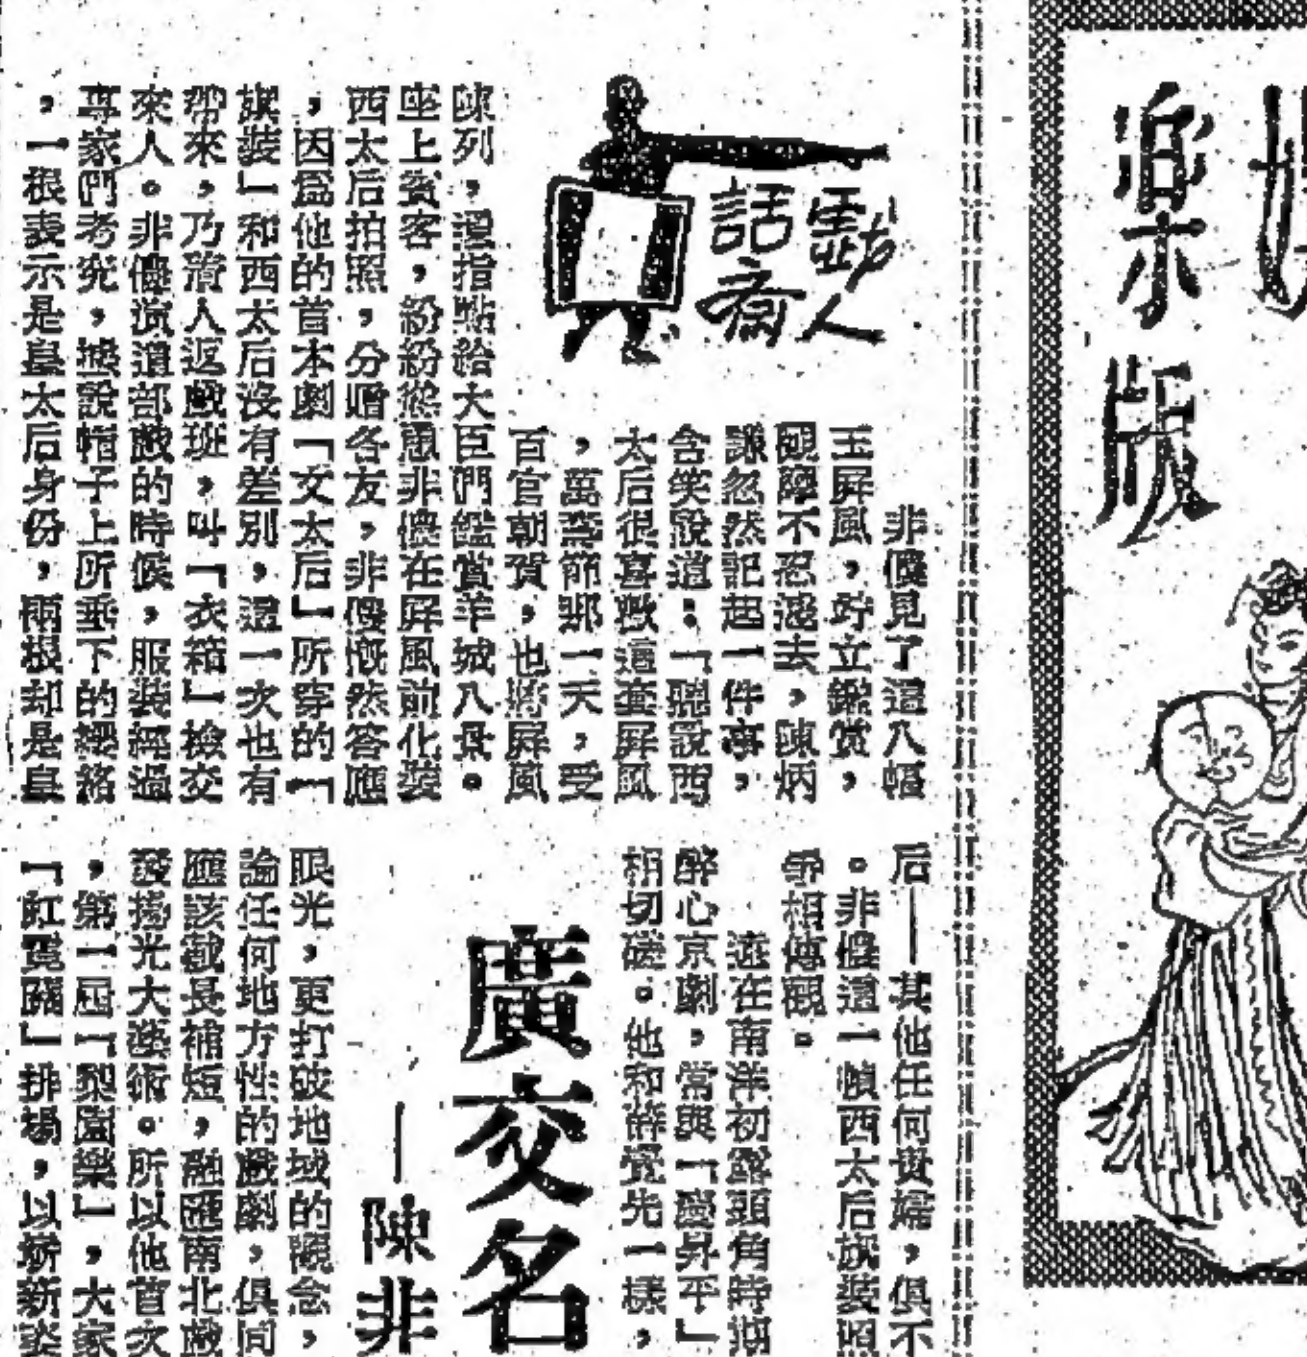 樂版
藝人
話齋
非儂見了這八幅
玉屏風，竚立鑑賞，
觀摩不忍遽去，陳炳
謙忽然記起一件事，
含笑說道：「聽說西
太后很喜歡這套屏風
，萬壽節那一天，受
百官朝賀，也將屏風
陳列，還指點給大臣們鑑賞羊城八景。
座上賓客，紛紛慫恿非儂在屏風前化裝
西太后拍照，分贈各友，非儂慨然答應
，因爲他的首本劇「文太后」所穿的「
旗裝」和西太后沒有差別，這一次也有
帶來，乃着人返戲班，叫「衣箱」檢交
來人。非儂演這部戲的時候，服裝經過
專家們考究，據說帽子上所垂下的纓絡
，一根表示是皇太后身份，兩根却是皇
后——其他任何貴婦，俱不
。非儂這一幀西太后旗裝照
爭相傳觀。
遠在南洋初露頭角時期
醉心京劇，常與「慶昇平」
相切磋。他和薛覺先一樣，
廣交名
——陳非
眼光，更打破地域的觀念，
論任何地方性的戲劇，俱同
應該截長補短，融匯南北戲
發揚光大藝術。所以他首次
，第一屆「梨園樂」，大家
「虹霓關」排場，以嶄新姿